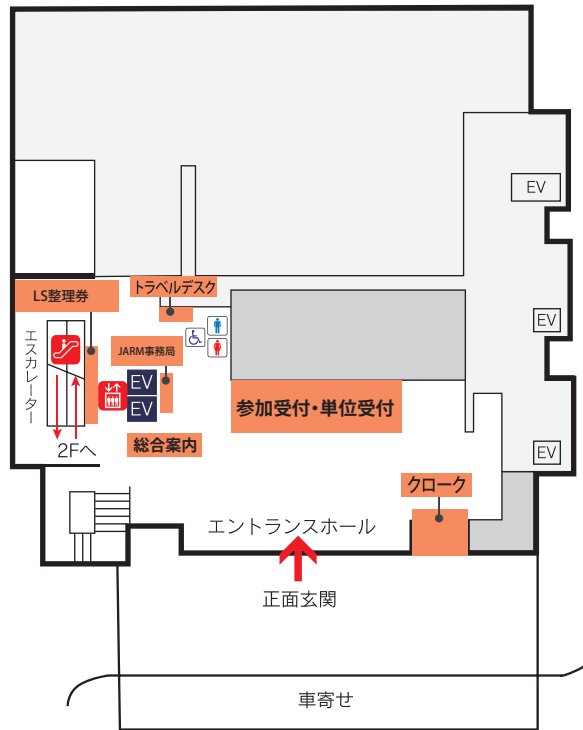 EV
トラベルデスク
LS整理券
EV
エスカレーター
JARM事務局
EV
EV
参加受付・単位受付
総合案内
2Fへ
EV
クローク
エントランスホール
正面玄関
車寄せ